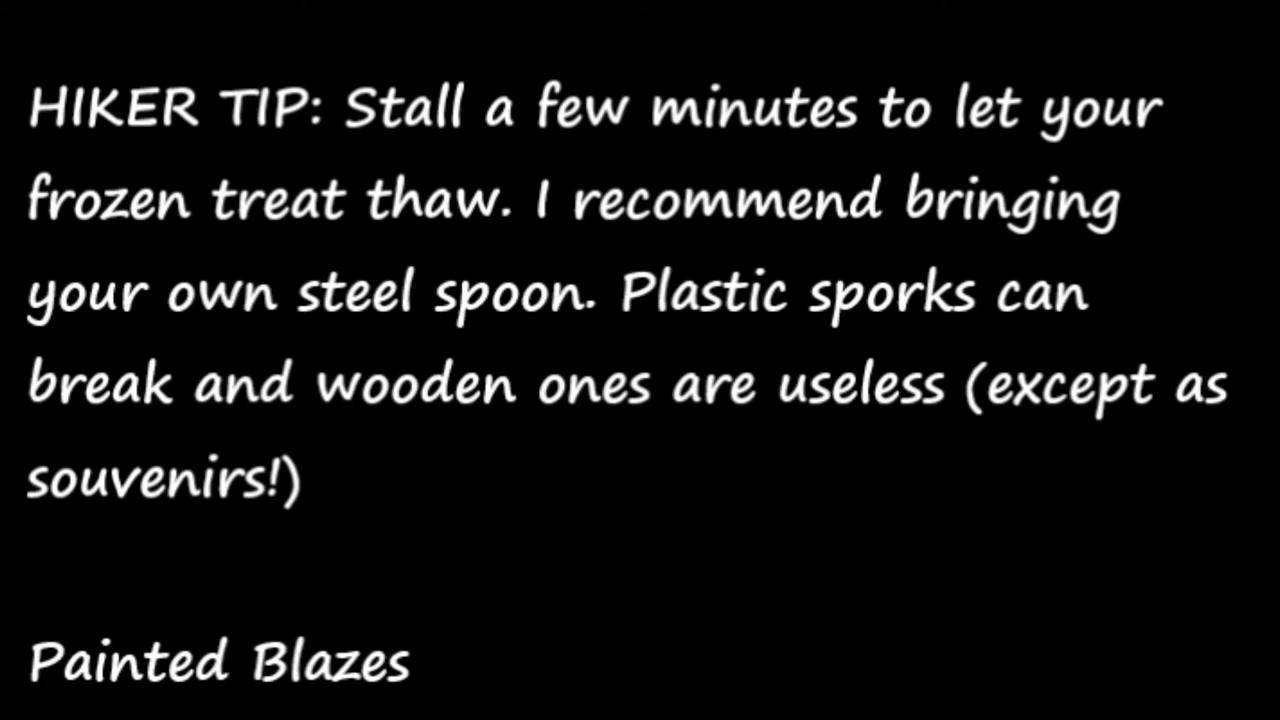 HIKER TIP: Stall a few minutes to let your
frozen treat thaw. I recommend bringing
your own steel spoon. Plastic sporks can
break and wooden ones are useless (except as
souvenirs!)
Painted Blazes